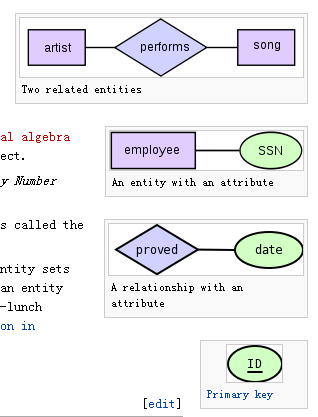 artist performs song
Two related entities
al algebra
ect.
employee SSN
y Number
An entity with an attribute
s called the
proved date
ntity sets
an entity
A relationship with an
-lunch
attribute
on in
ID
Primary key
[edit]